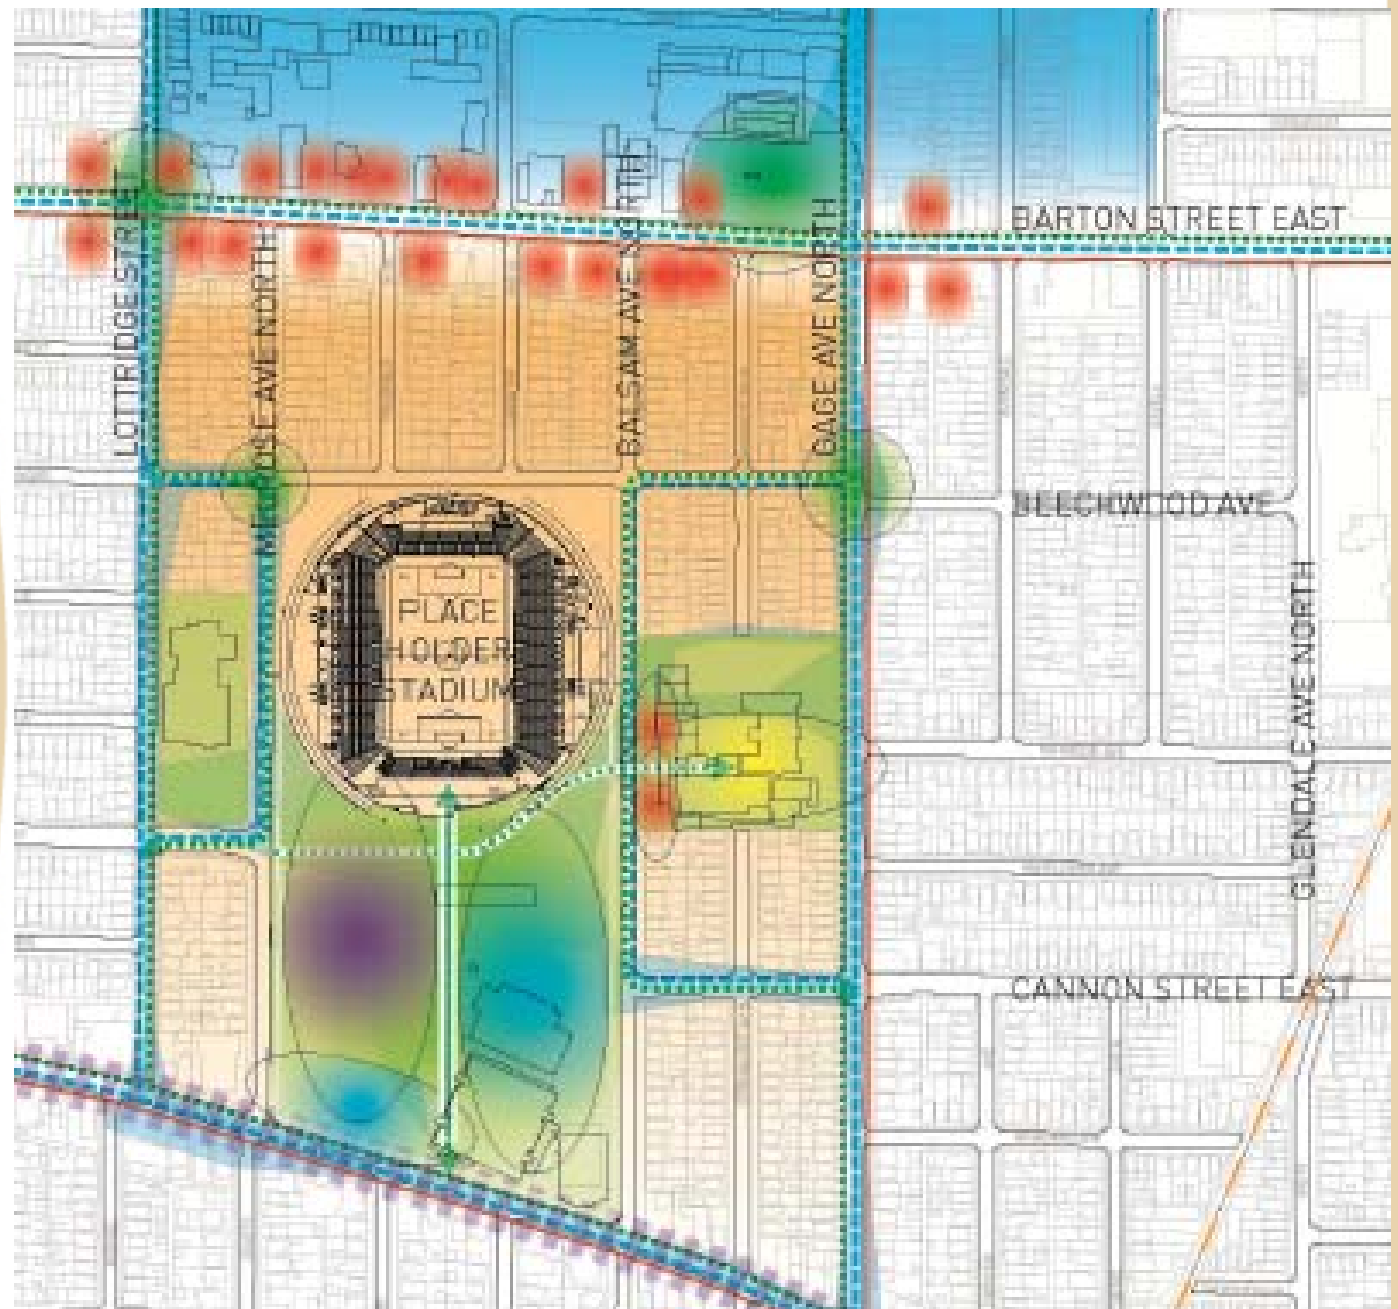 BARTON STREET EAST
LOTTRIDGE STREET
AVE NORTH
BALSAM AVE NORTH
GAGE AVE NORTH
BEECHWOOD AVE
PLACE
HOLDER
STADIUM
GLENDALE AVE NORTH
CANNON STREET EAST